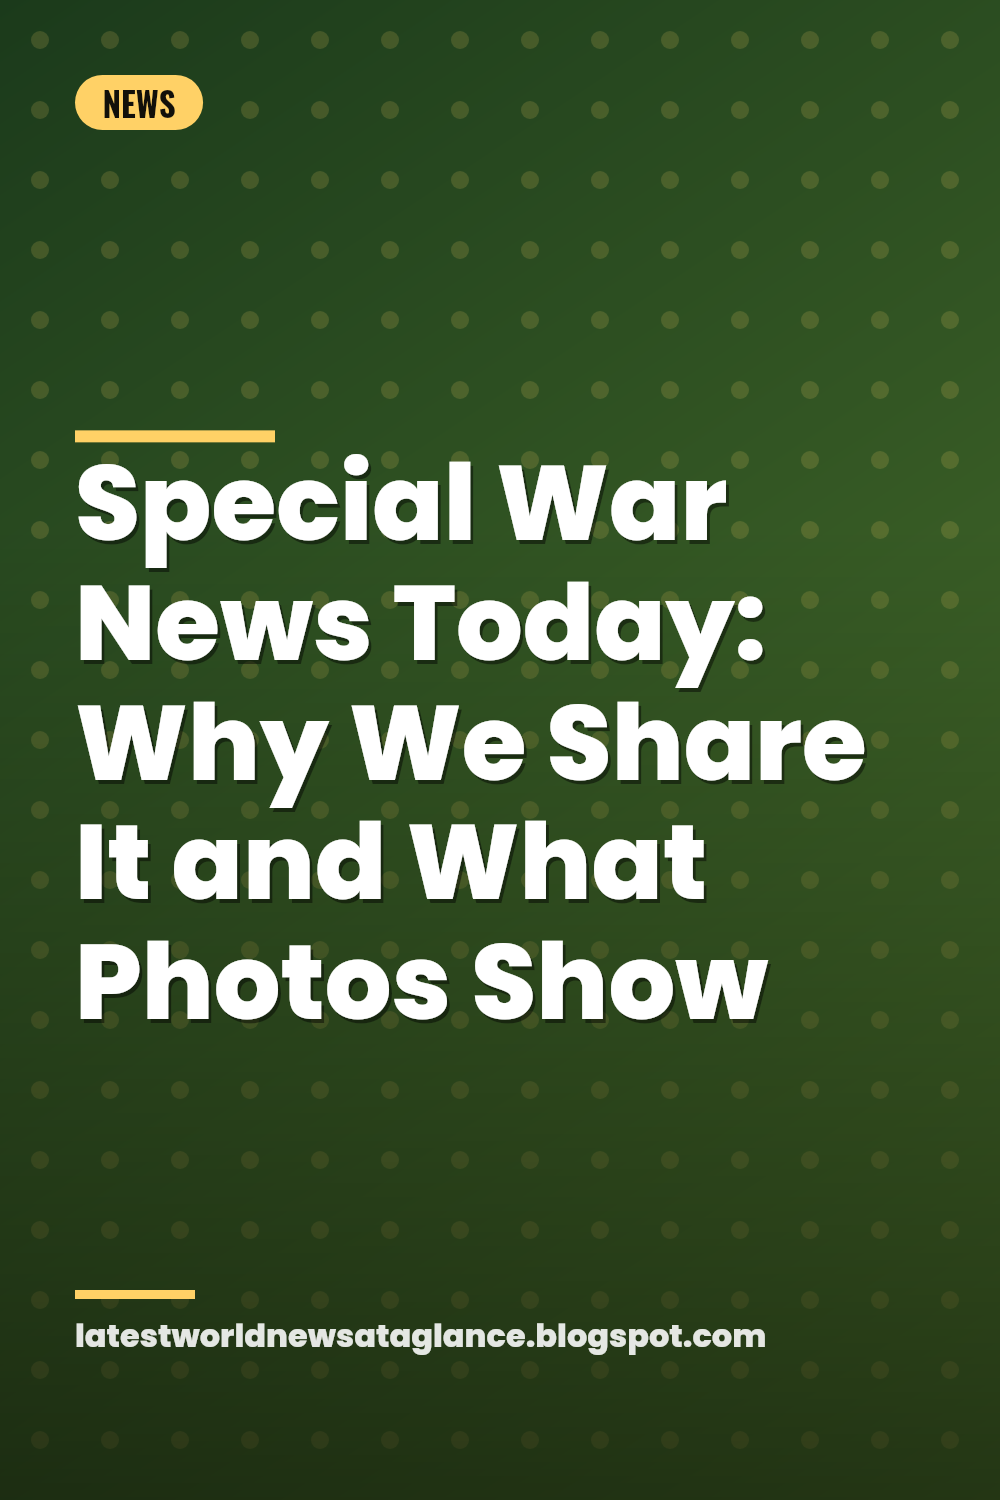 NEWS
Special War
News Today:
Why We Share
It and What
Photos Show
latestworldnewsataglance.blogspot.com